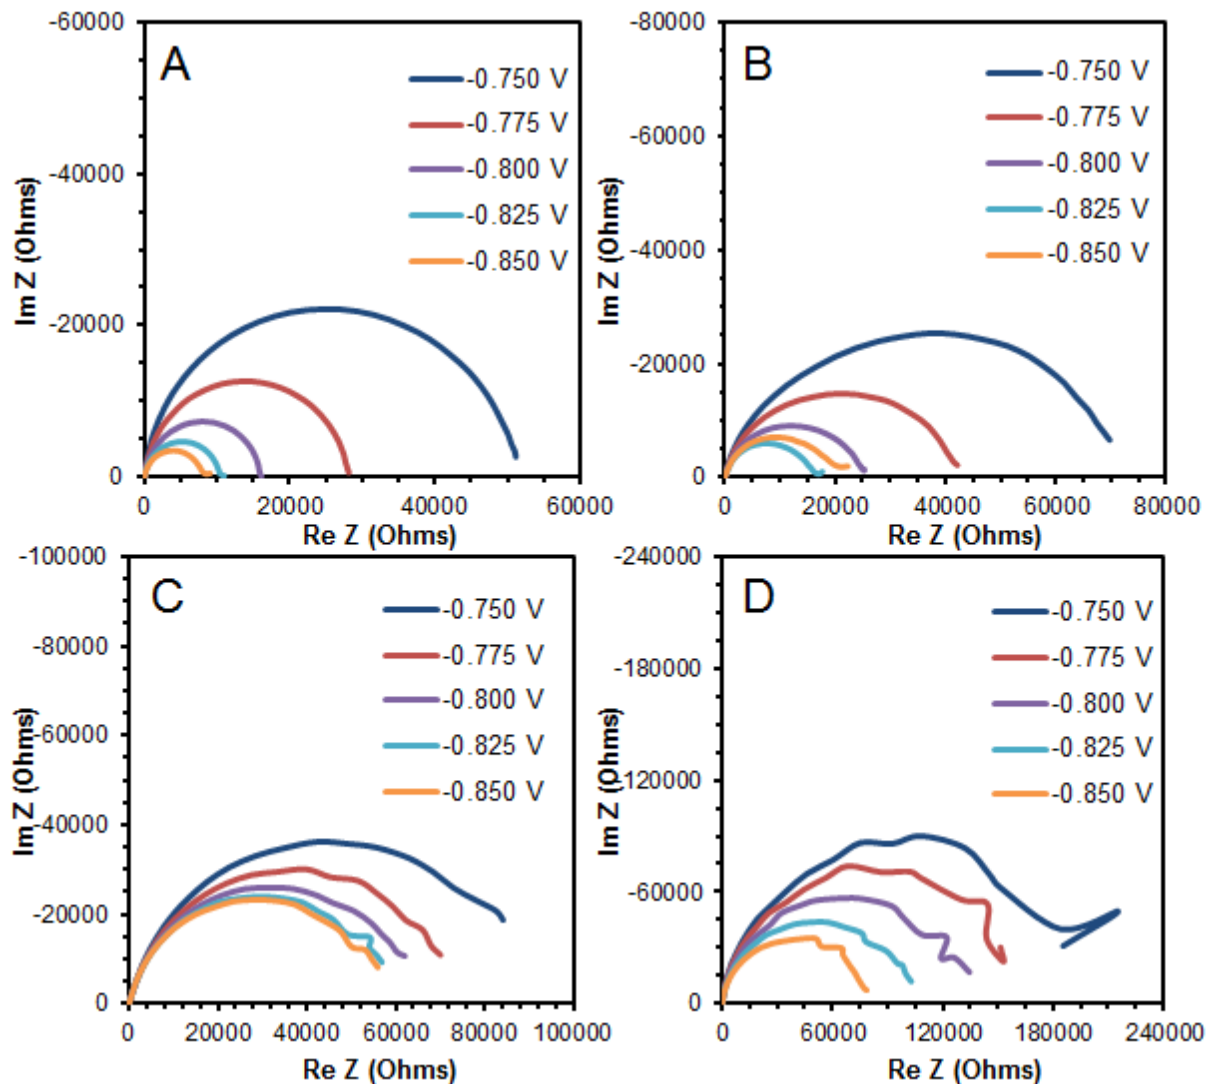 A
-0.750 V
-0.775 V
-0.800 V
-0.825 V
-0.850 V
-60000
-40000
-20000
0
Im Z (Ohms)
0 20000 40000 60000
Re Z (Ohms)
B
-0.750 V
-0.775 V
-0.800 V
-0.825 V
-0.850 V
-80000
-60000
-40000
-20000
0
Im Z (Ohms)
0 20000 40000 60000 80000
Re Z (Ohms)
C
-0.750 V
-0.775 V
-0.800 V
-0.825 V
-0.850 V
-100000
-80000
-60000
-40000
-20000
0
Im Z (Ohms)
0 20000 40000 60000 80000 100000
Re Z (Ohms)
D
-0.750 V
-0.775 V
-0.800 V
-0.825 V
-0.850 V
-240000
-180000
-120000
-60000
0
Im Z (Ohms)
0 60000 120000 180000 240000
Re Z (Ohms)